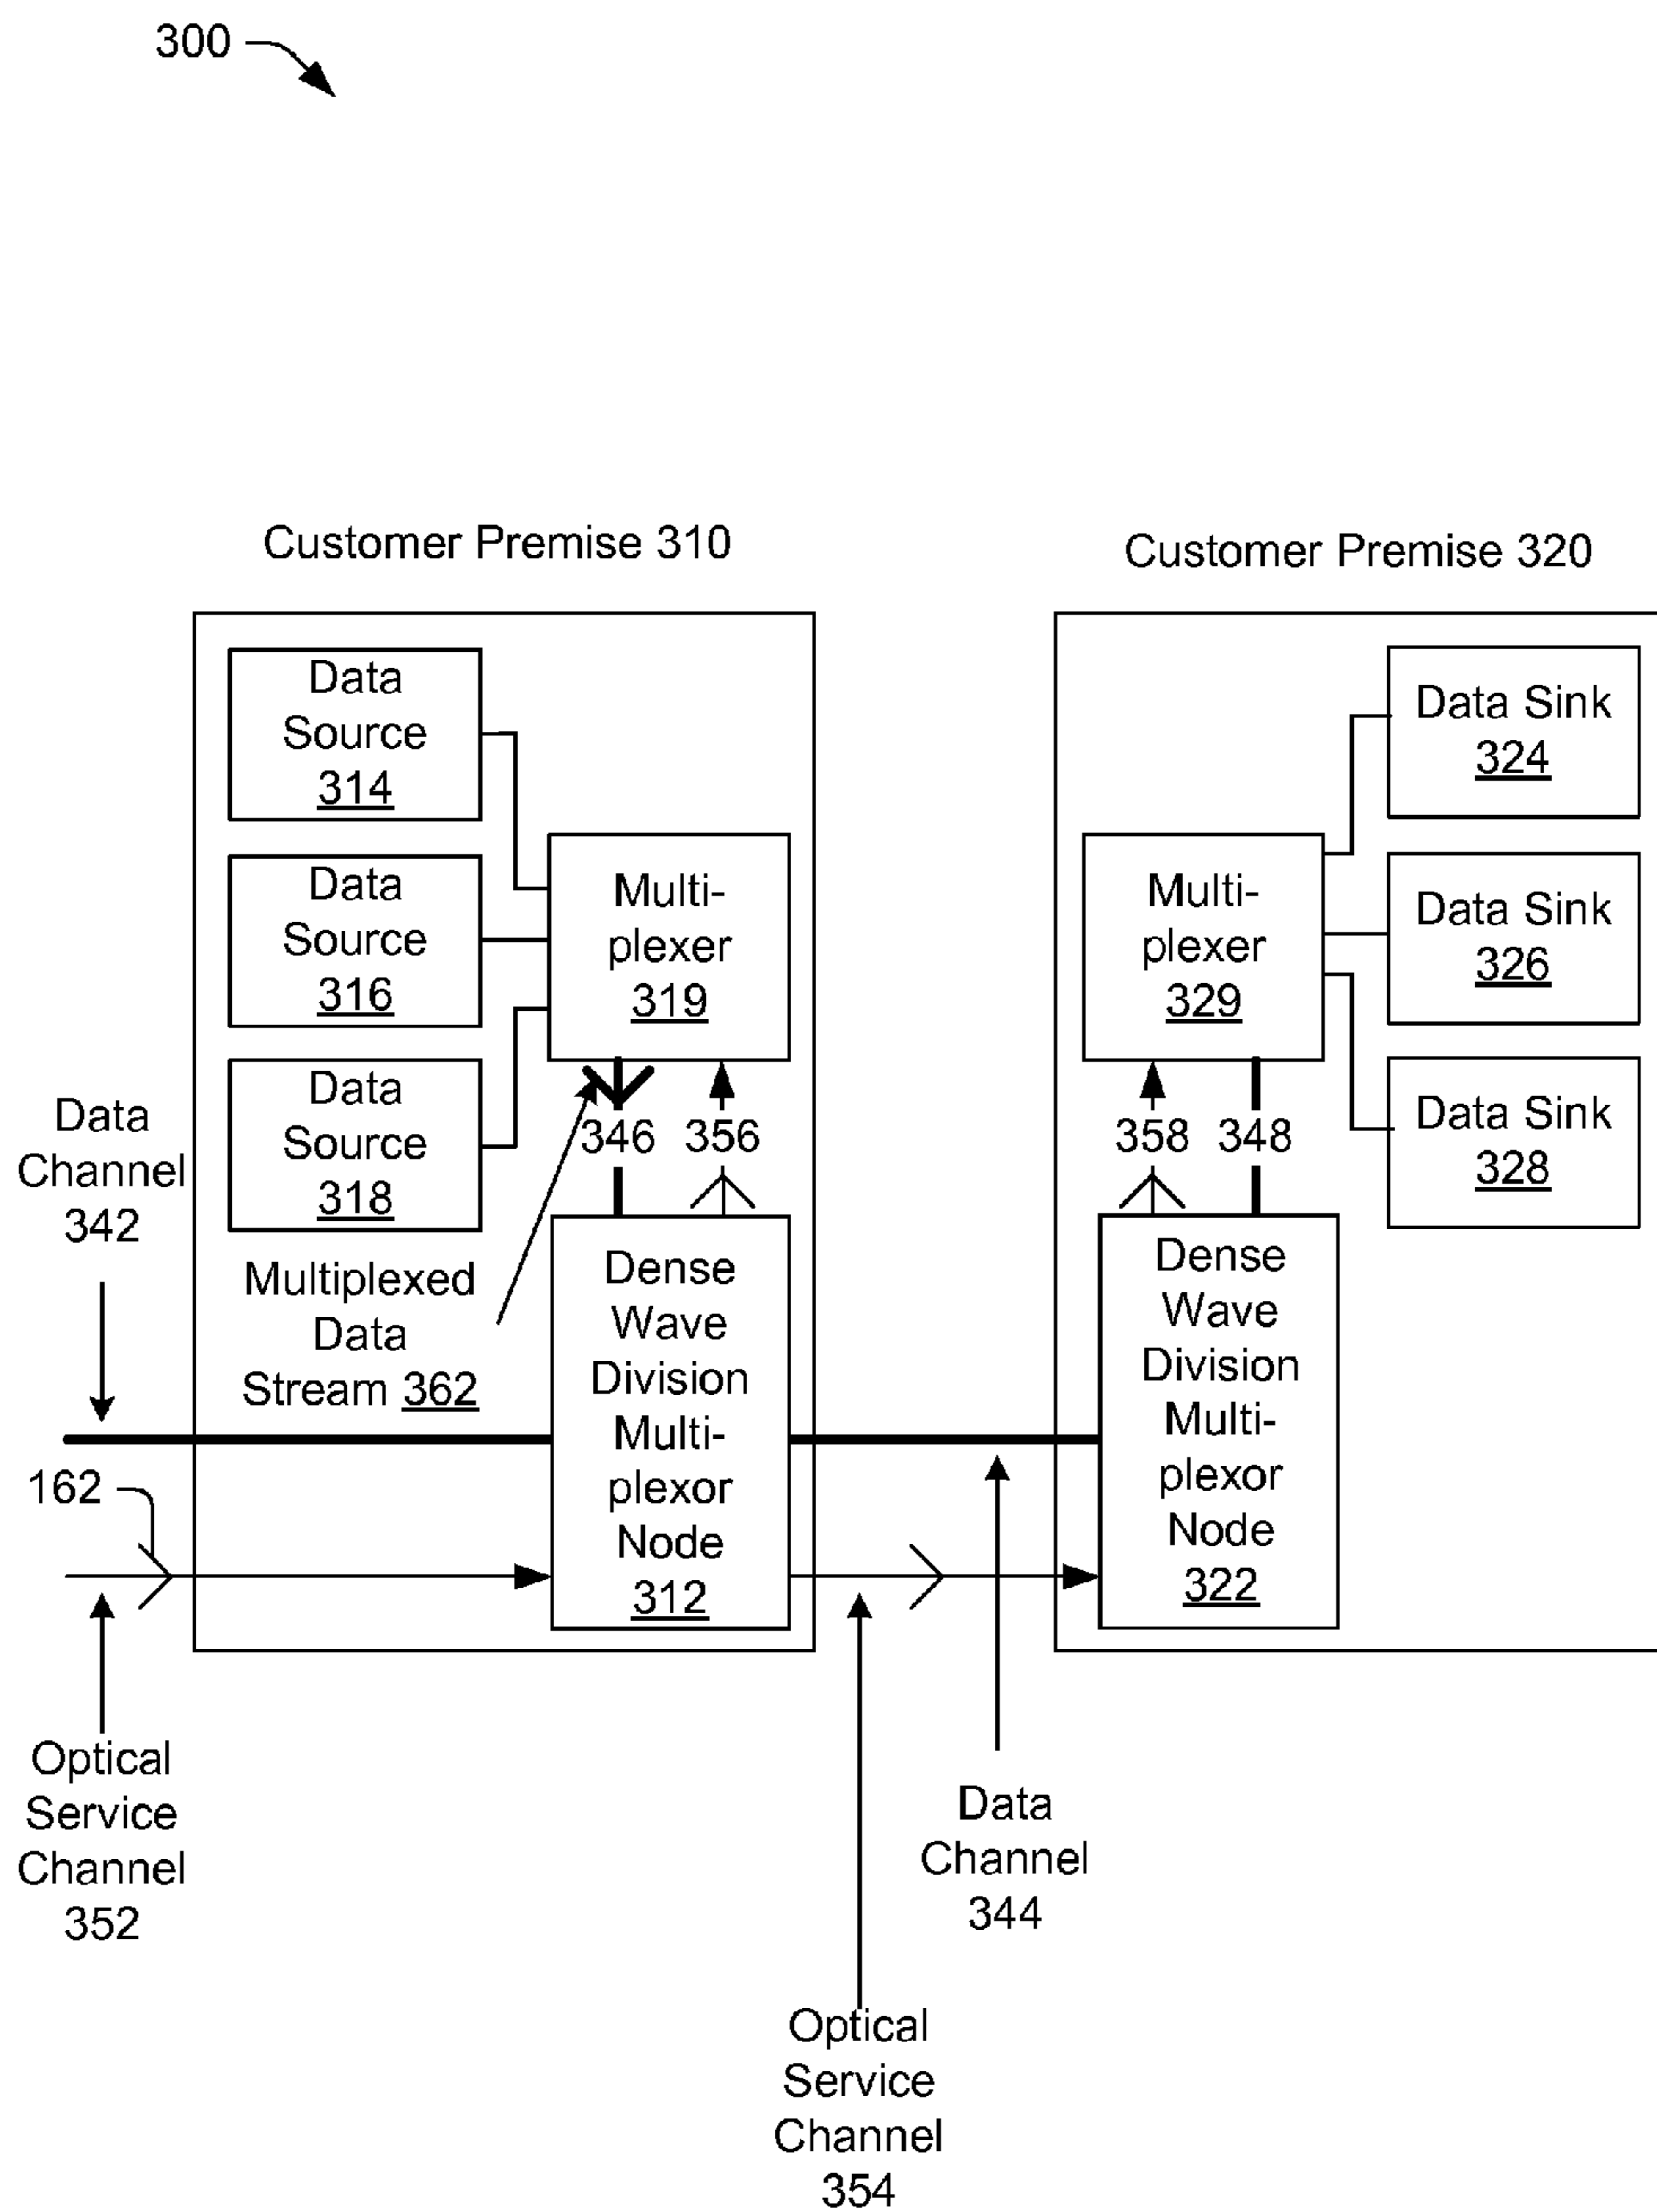 300
Customer Premise 310
Customer Premise 320
Data
Source
314
Data
Source
316
Data
Source
318
Multi-
plexer
319
346
356
Multiplexed
Data
Stream 362
Dense
Wave
Division
Multi-
plexor
Node
312
Multi-
plexer
329
358
348
Data Sink
324
Data Sink
326
Data Sink
328
Dense
Wave
Division
Multi-
plexor
Node
322
Data
Channel
342
162
Optical
Service
Channel
352
Data
Channel
344
Optical
Service
Channel
354